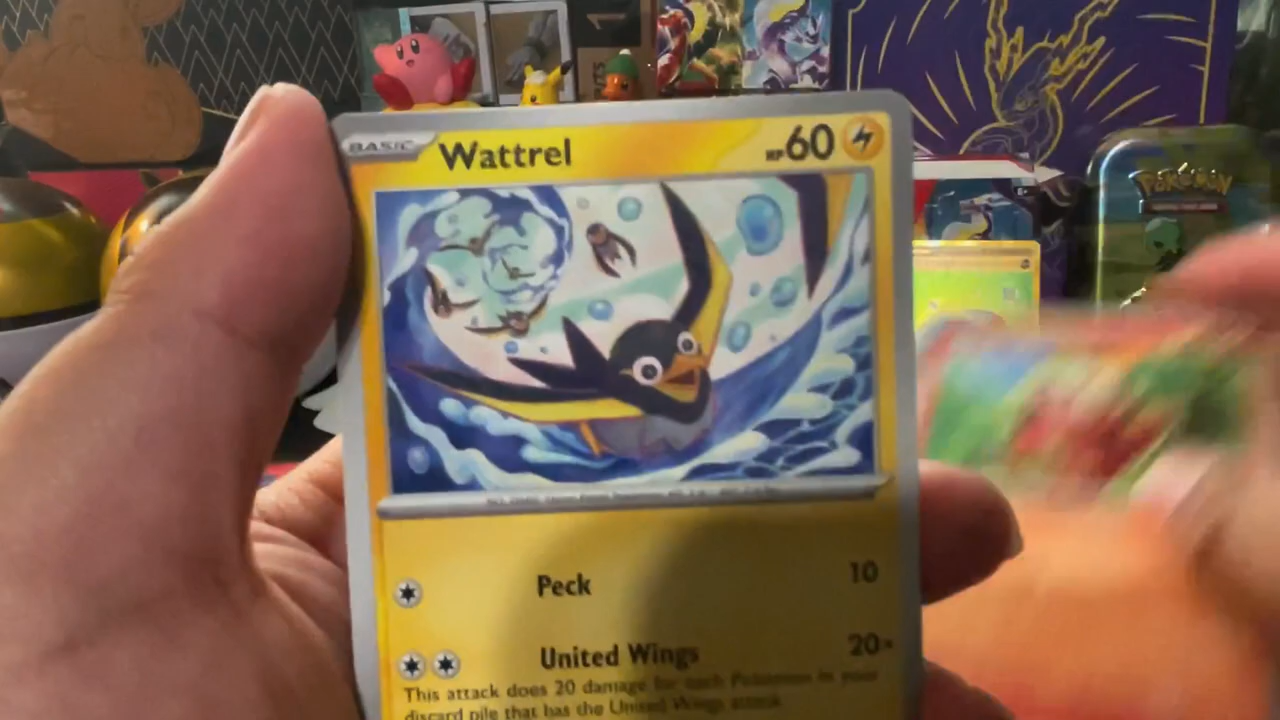 BASIC Wattrel HP60
POKÉMON
Peck 10
United Wings 20×
This attack does 20 damage for each Pokémon in your
discard pile that has the United Wings attack.